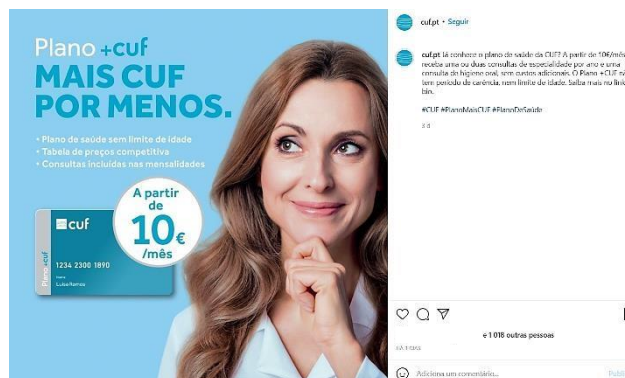 Plano +cuf
MAIS CUF
POR MENOS.
• Plano de saúde sem limite de idade
• Tabela de preços competitiva
• Consultas incluídas nas mensalidades
A partir
de
10€
/mês
cuf
Plano +cuf
1234 2300 1890
Luísa Ramos
cuf.pt • Seguir
cuf.pt Já conhece o plano de saúde da CUF? A partir de 10€/mês
receba uma ou duas consultas de especialidade por ano e uma
consulta de higiene oral, sem custos adicionais. O Plano +CUF nã
tem período de carência, nem limite de idade. Saiba mais no link
bio.
#CUF #PlanoMaisCUF #PlanoDeSaúde
e 1 018 outras pessoas
Adiciona um comentário...
Publi